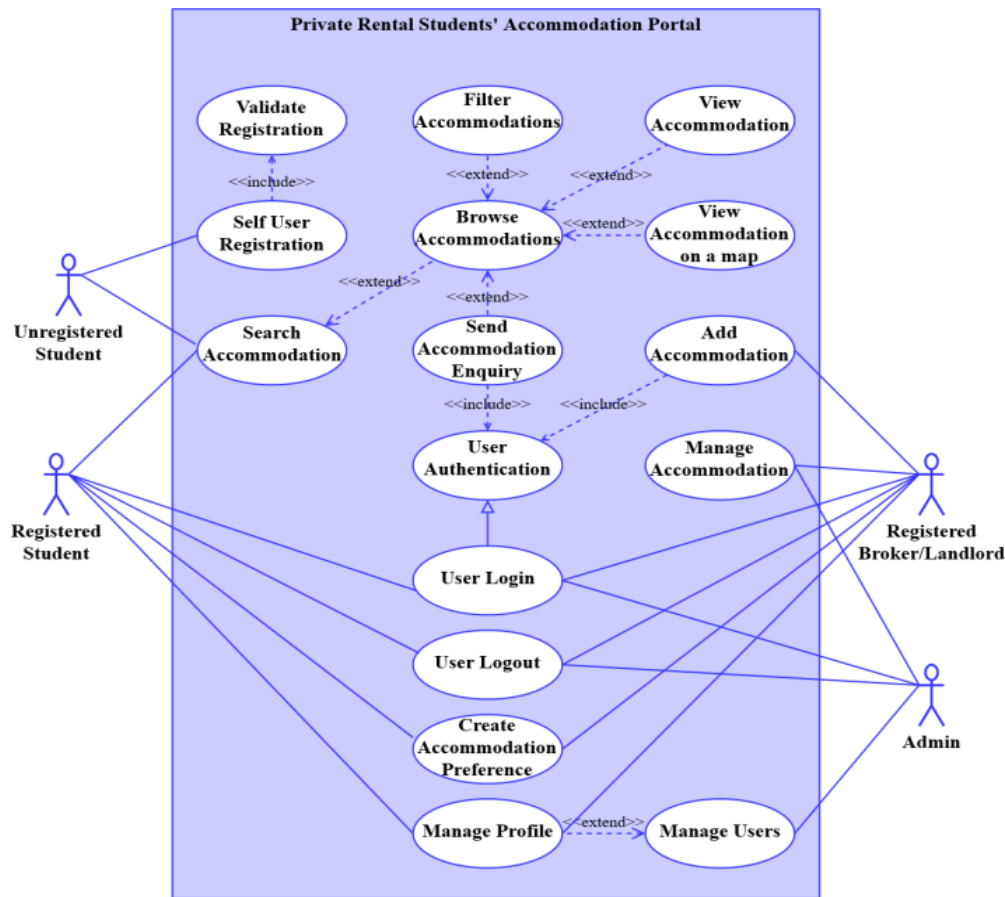 Private Rental Students' Accommodation Portal
Validate
Registration
Filter
Accommodations
View
Accommodation
<<include>>
<<extend>>
<<extend>>
Self User
Registration
Browse
Accommodations
<<extend>>
View
Accommodation
on a map
<<extend>>
<<extend>>
Unregistered
Student
Search
Accommodation
Send
Accommodation
Enquiry
Add
Accommodation
<<include>>
<<include>>
User
Authentication
Manage
Accommodation
Registered
Student
Registered
Broker/Landlord
User Login
User Logout
Create
Accommodation
Preference
Admin
Manage Profile
<<extend>>
Manage Users